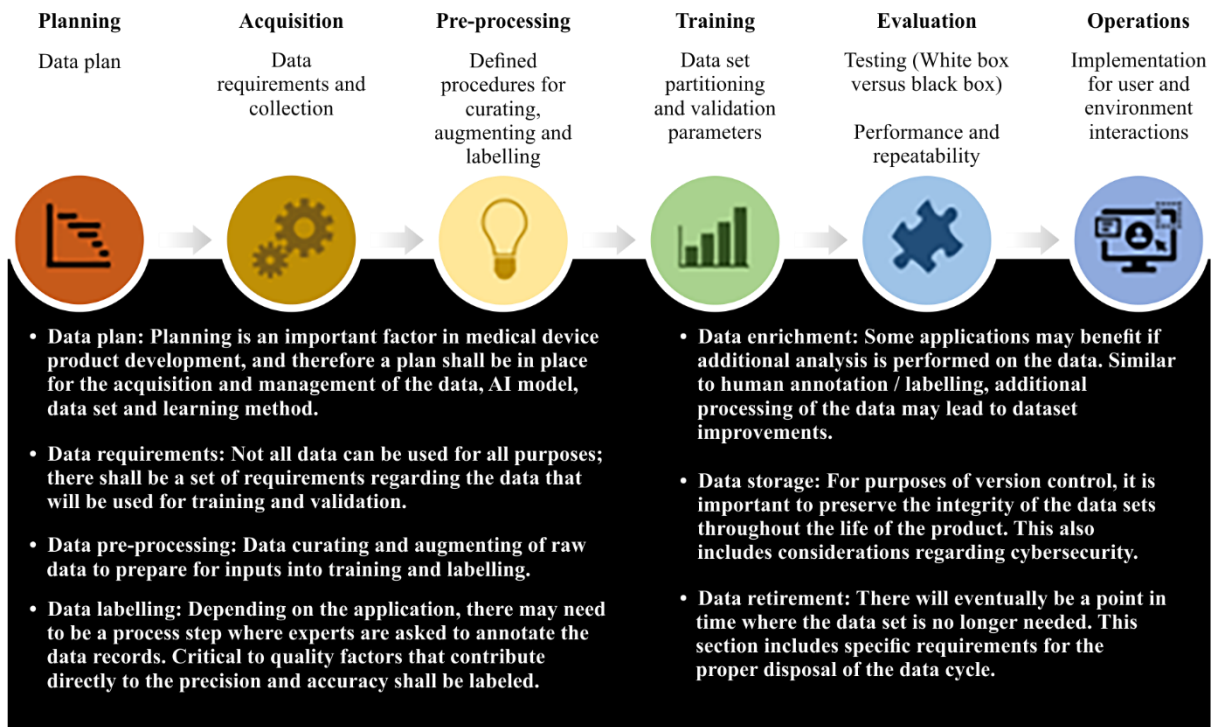 Planning
Data plan
Acquisition
Data
requirements and
collection
Pre-processing
Defined
procedures for
curating,
augmenting and
labelling
Training
Data set
partitioning
and validation
parameters
Evaluation
Testing (White box
versus black box)
Performance and
repeatability
Operations
Implementation
for user and
environment
interactions
• Data plan: Planning is an important factor in medical device
product development, and therefore a plan shall be in place
for the acquisition and management of the data, AI model,
data set and learning method.
• Data requirements: Not all data can be used for all purposes;
there shall be a set of requirements regarding the data that
will be used for training and validation.
• Data pre-processing: Data curating and augmenting of raw
data to prepare for inputs into training and labelling.
• Data labelling: Depending on the application, there may need
to be a process step where experts are asked to annotate the
data records. Critical to quality factors that contribute
directly to the precision and accuracy shall be labeled.
• Data enrichment: Some applications may benefit if
additional analysis is performed on the data. Similar
to human annotation / labelling, additional
processing of the data may lead to dataset
improvements.
• Data storage: For purposes of version control, it is
important to preserve the integrity of the data sets
throughout the life of the product. This also
includes considerations regarding cybersecurity.
• Data retirement: There will eventually be a point in
time where the data set is no longer needed. This
section includes specific requirements for the
proper disposal of the data cycle.